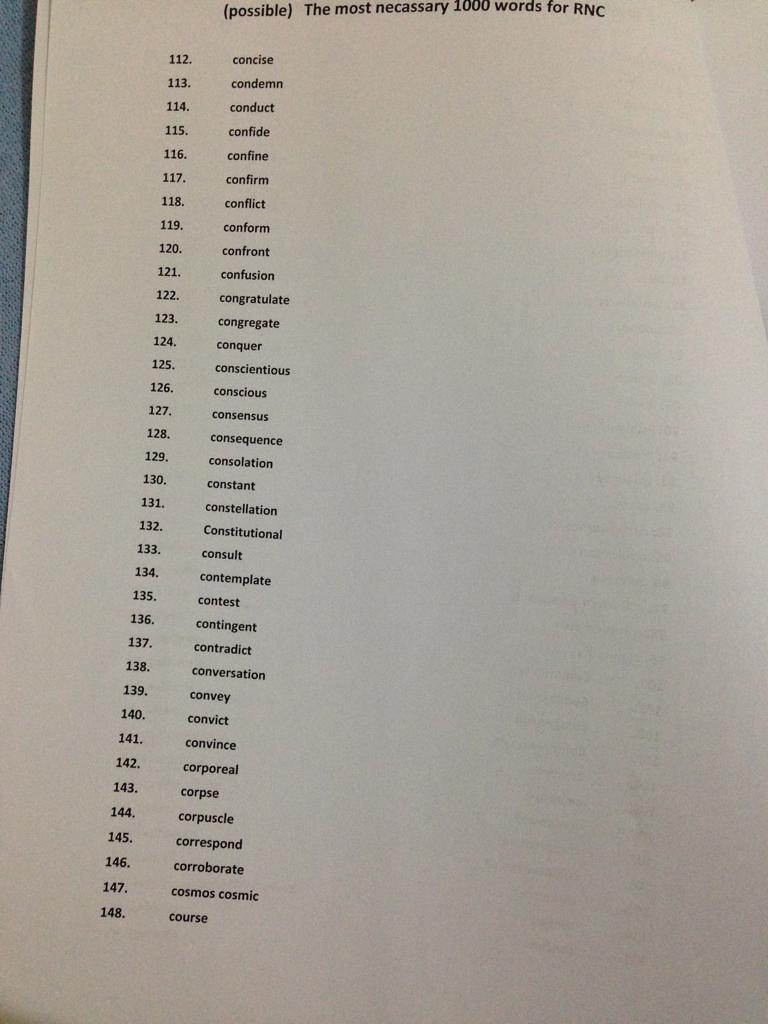 (possible) The most necassary 1000 words for RNC
112. concise
113. condemn
114. conduct
115. confide
116. confine
117. confirm
118. conflict
119. conform
120. confront
121. confusion
122. congratulate
123. congregate
124. conquer
125. conscientious
126. conscious
127. consensus
128. consequence
129. consolation
130. constant
131. constellation
132. Constitutional
133. consult
134. contemplate
135. contest
136. contingent
137. contradict
138. conversation
139. convey
140. convict
141. convince
142. corporeal
143. corpse
144. corpuscle
145. correspond
146. corroborate
147. cosmos cosmic
148. course